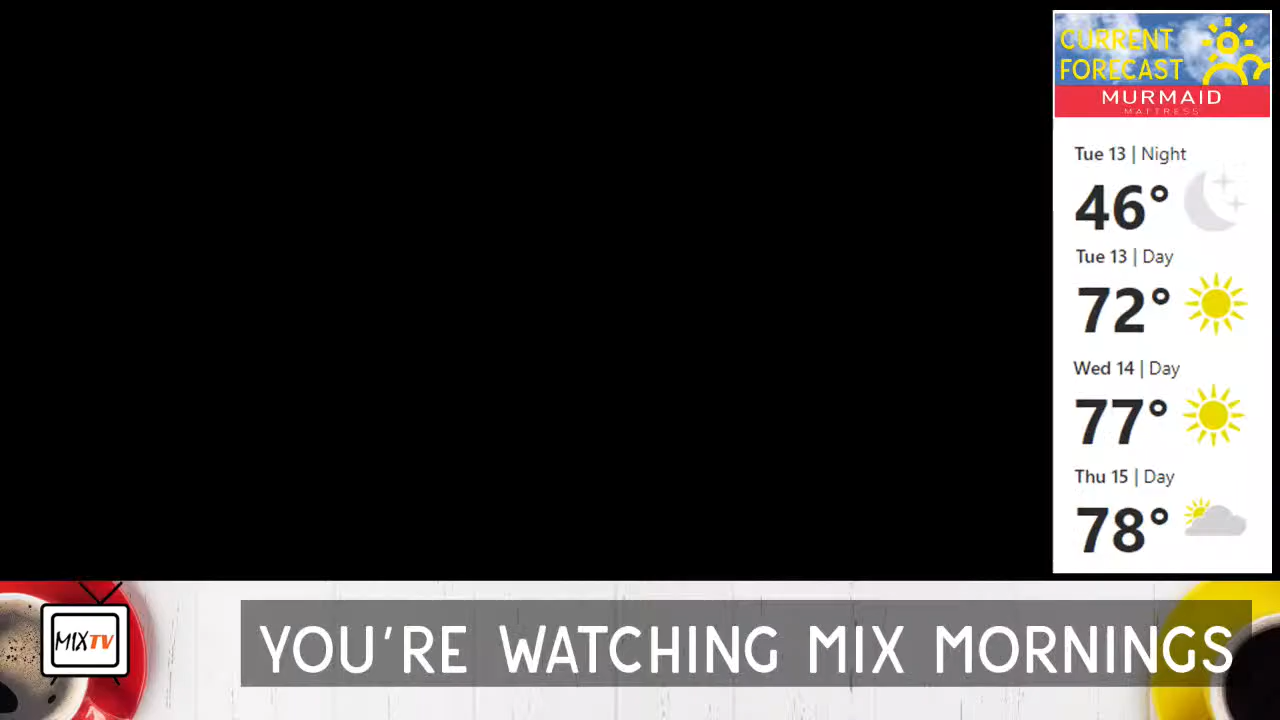 CURRENT
FORECAST
MURMAID
MATTRESS
Tue 13 | Night
46°
Tue 13 | Day
72°
Wed 14 | Day
77°
Thu 15 | Day
78°
MIXTV
YOU'RE WATCHING MIX MORNINGS